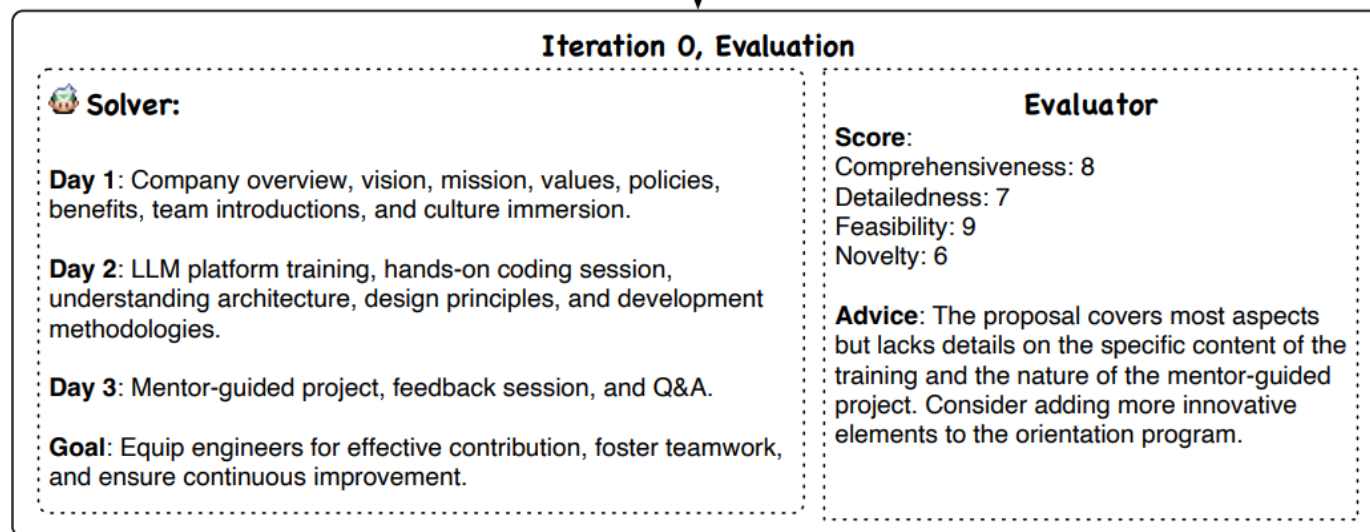 Iteration 0, Evaluation
Solver:
Day 1: Company overview, vision, mission, values, policies,
benefits, team introductions, and culture immersion.
Day 2: LLM platform training, hands-on coding session,
understanding architecture, design principles, and development
methodologies.
Day 3: Mentor-guided project, feedback session, and Q&A.
Goal: Equip engineers for effective contribution, foster teamwork,
and ensure continuous improvement.
Evaluator
Score:
Comprehensiveness: 8
Detailedness: 7
Feasibility: 9
Novelty: 6
Advice: The proposal covers most aspects
but lacks details on the specific content of the
training and the nature of the mentor-guided
project. Consider adding more innovative
elements to the orientation program.